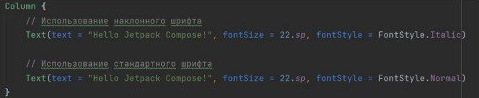 Column {
// Использование наклонного шрифта
Text(text = "Hello Jetpack Compose!", fontSize = 22.sp, fontStyle = FontStyle.Italic)
// Использование стандартного шрифта
Text(text = "Hello Jetpack Compose!", fontSize = 22.sp, fontStyle = FontStyle.Normal)
}